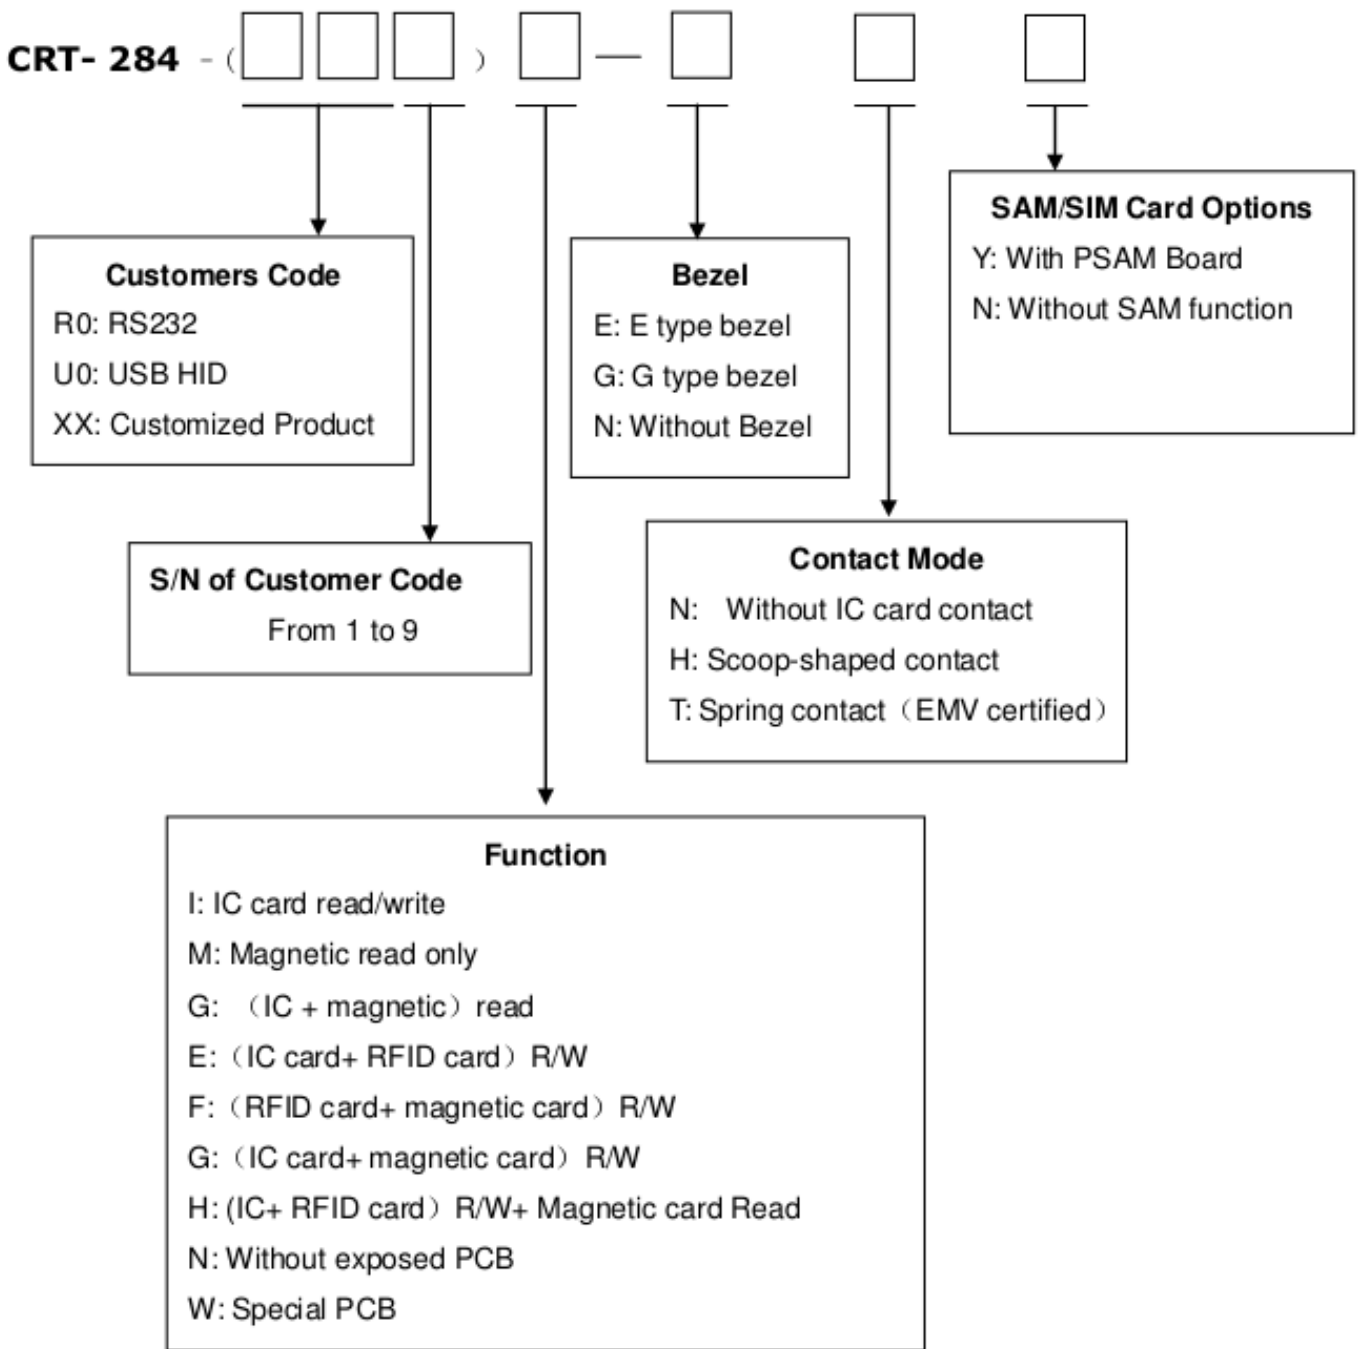 CRT- 284 -（□□□）□—□ □ □
Customers Code
R0: RS232
U0: USB HID
XX: Customized Product
Bezel
E: E type bezel
G: G type bezel
N: Without Bezel
SAM/SIM Card Options
Y: With PSAM Board
N: Without SAM function
S/N of Customer Code
From 1 to 9
Contact Mode
N: Without IC card contact
H: Scoop-shaped contact
T: Spring contact（EMV certified）
Function
I: IC card read/write
M: Magnetic read only
G: （IC + magnetic）read
E:（IC card+ RFID card）R/W
F:（RFID card+ magnetic card）R/W
G:（IC card+ magnetic card）R/W
H: (IC+ RFID card）R/W+ Magnetic card Read
N: Without exposed PCB
W: Special PCB